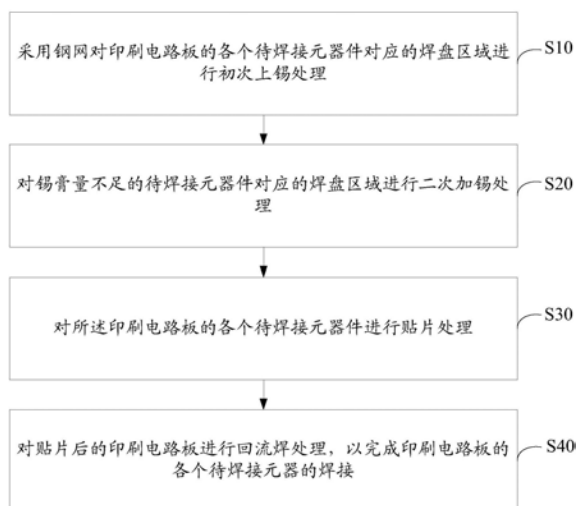 采用钢网对印刷电路板的各个待焊接元器件对应的焊盘区域进
行初次上锡处理
S10
对锡膏量不足的待焊接元器件对应的焊盘区域进行二次加锡处
理
S20
对所述印刷电路板的各个待焊接元器件进行贴片处理
S30
对贴片后的印刷电路板进行回流焊处理，以完成印刷电路板的
各个待焊接元器的焊接
S40